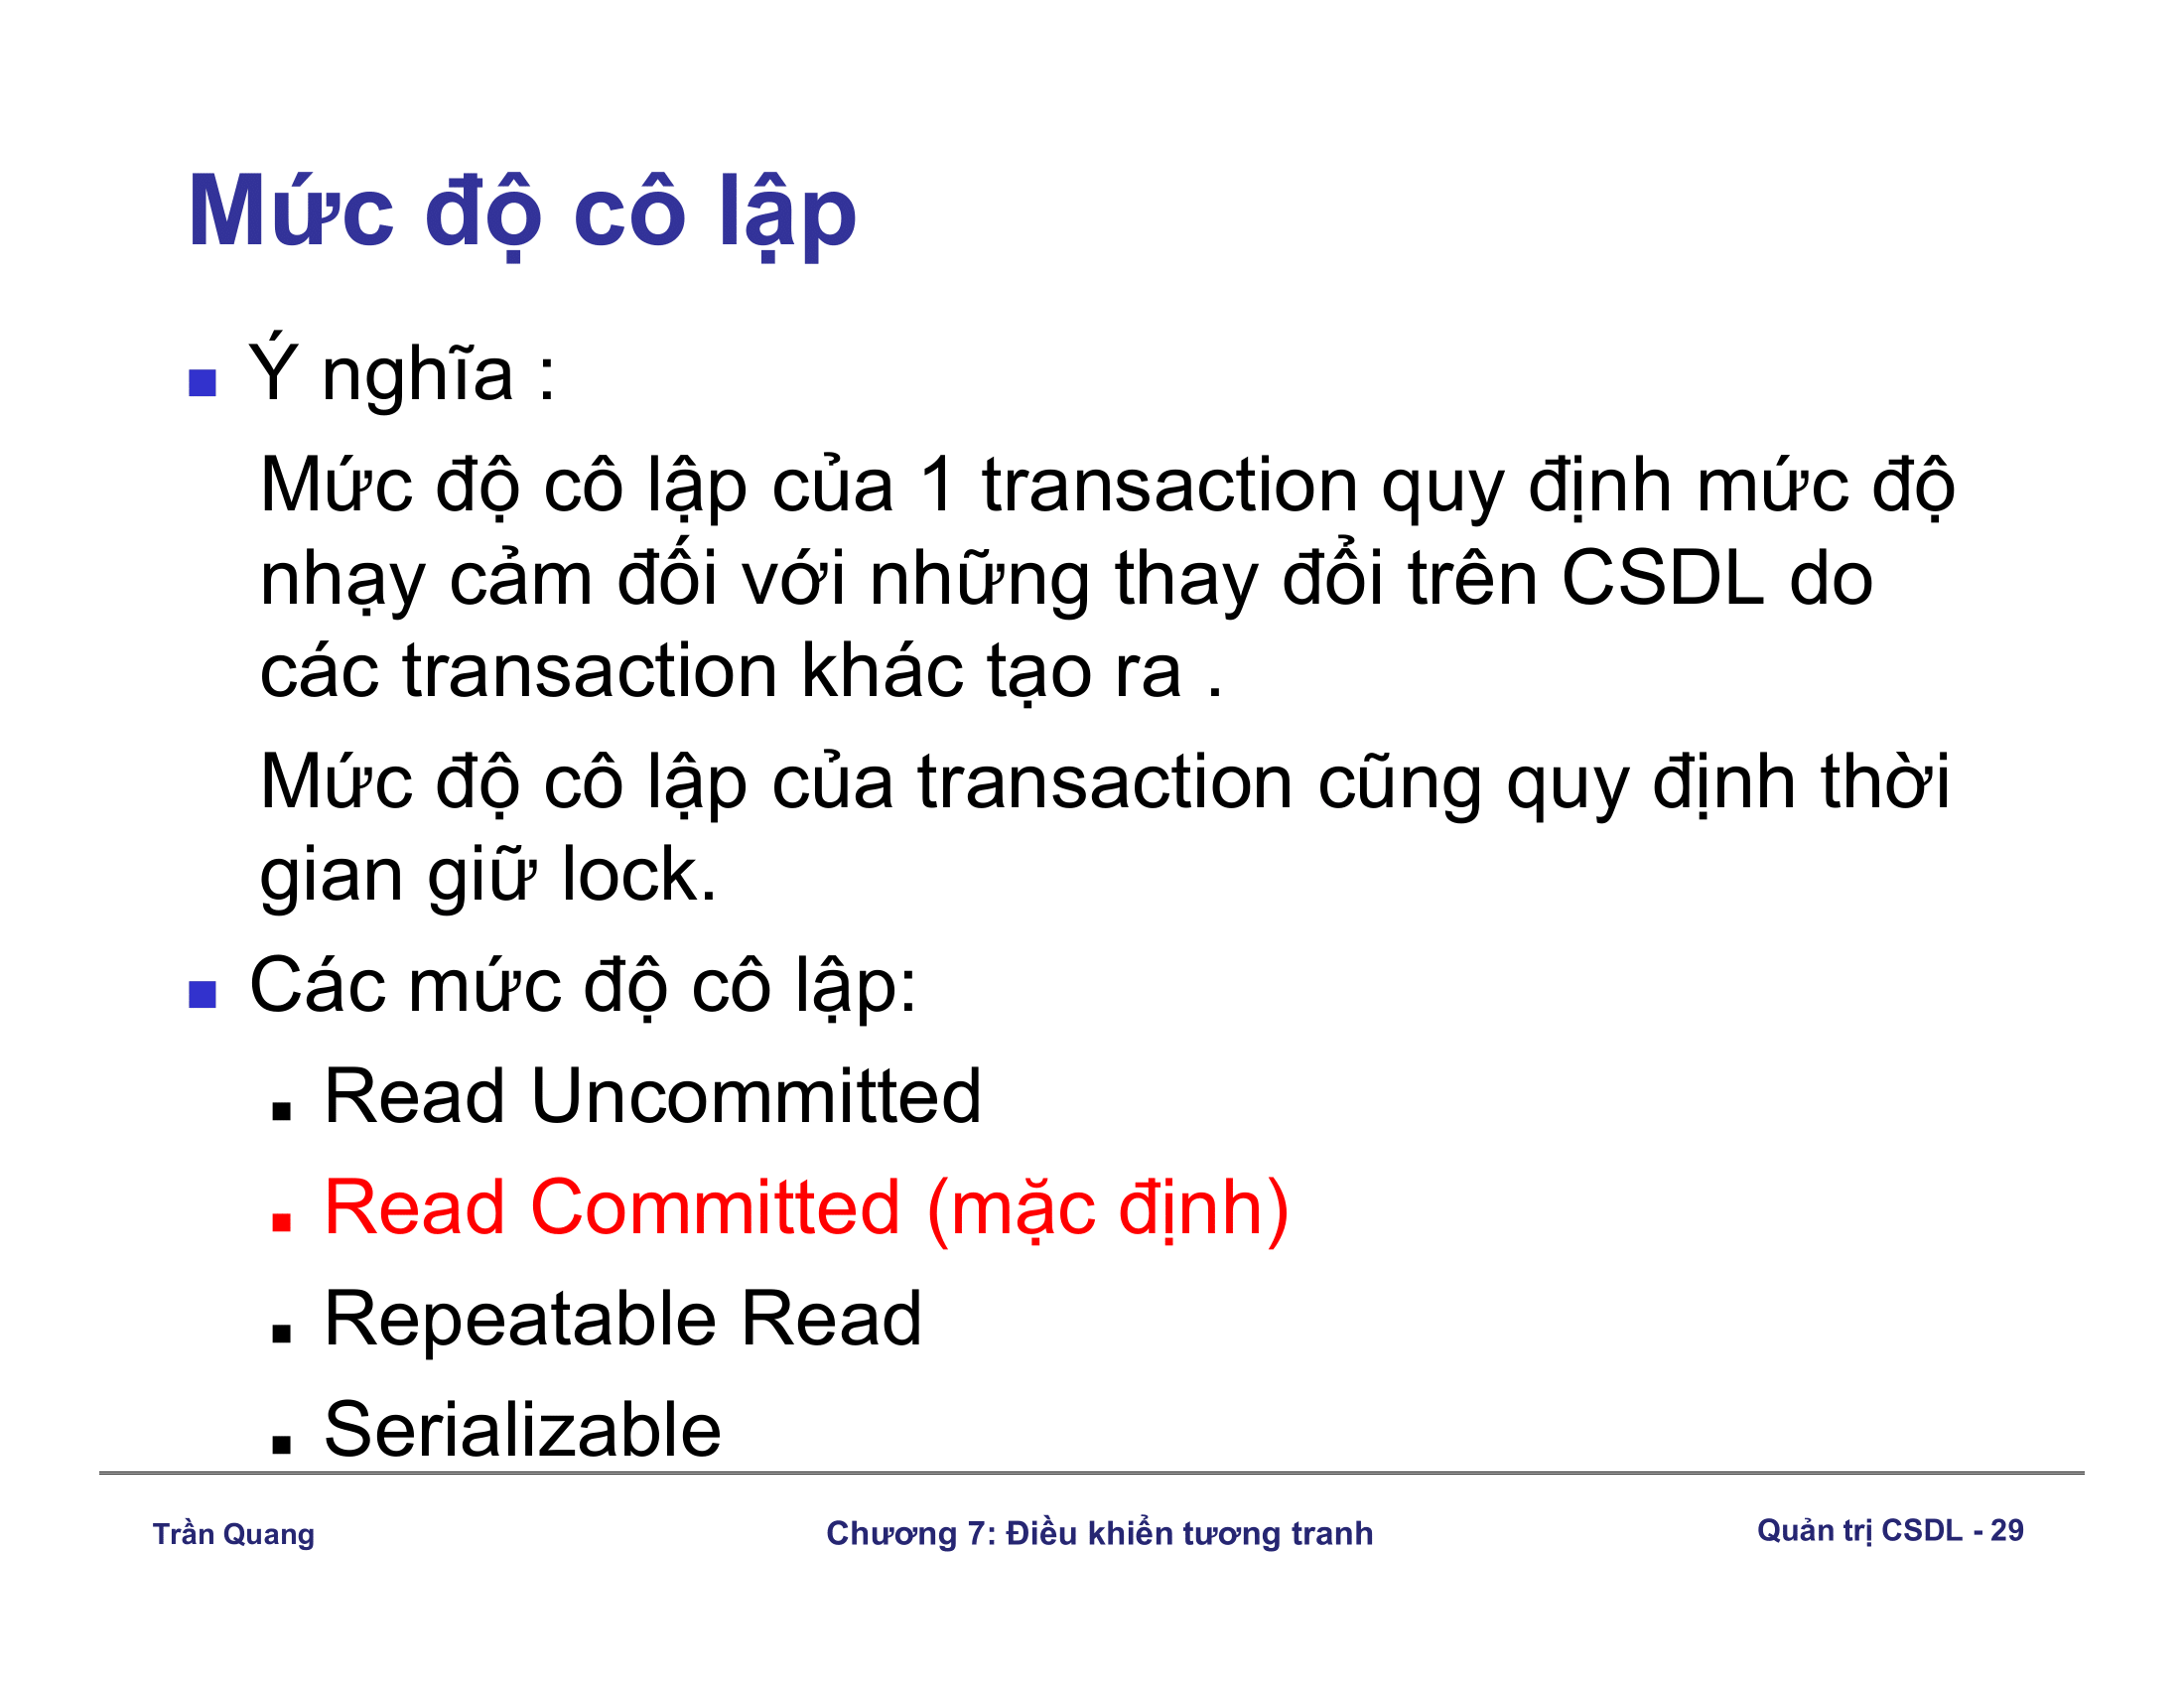 Mức độ cô lập
Ý nghĩa :
Mức độ cô lập của 1 transaction quy định mức độ
nhạy cảm đối với những thay đổi trên CSDL do
các transaction khác tạo ra .
Mức độ cô lập của transaction cũng quy định thời
gian giữ lock.
Các mức độ cô lập:
Read Uncommitted
Read Committed (mặc định)
Repeatable Read
Serializable
Trần Quang
Chương 7: Điều khiển tương tranh
Quản trị CSDL - 29